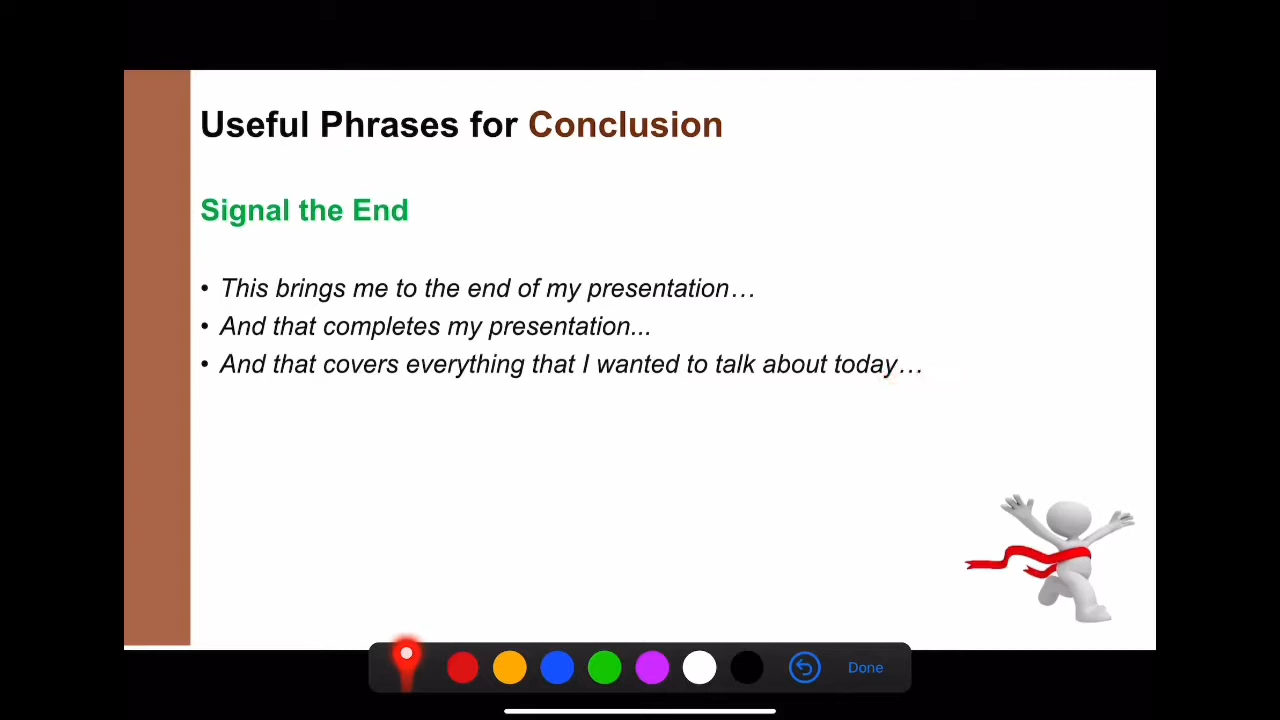 Useful Phrases for Conclusion
Signal the End
• This brings me to the end of my presentation…
• And that completes my presentation...
• And that covers everything that I wanted to talk about today…
Done